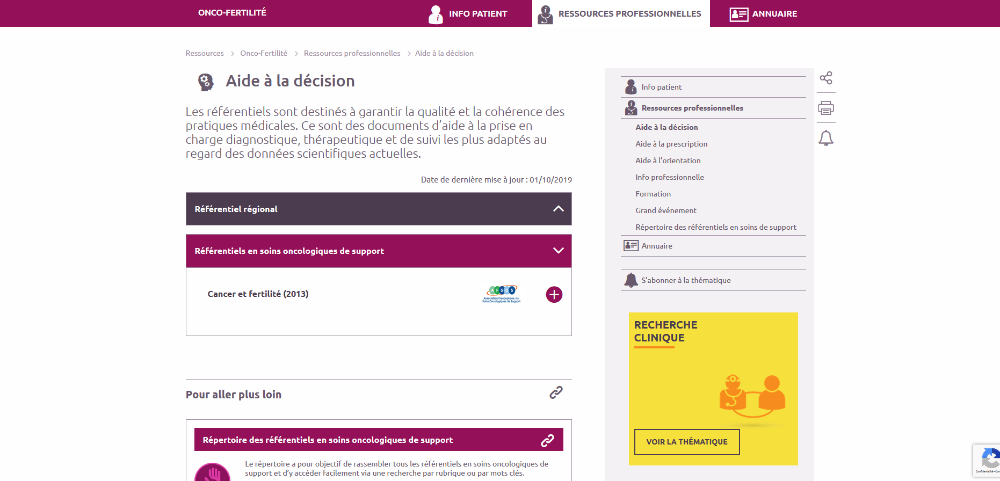 ONCO-FERTILITÉ
INFO PATIENT
RESSOURCES PROFESSIONNELLES
ANNUAIRE
Ressources > Onco-Fertilité > Ressources professionnelles > Aide à la décision
Aide à la décision
Les référentiels sont destinés à garantir la qualité et la cohérence des
pratiques médicales. Ce sont des documents d’aide à la prise en
charge diagnostique, thérapeutique et de suivi les plus adaptés au
regard des données scientifiques actuelles.
Date de dernière mise à jour : 01/10/2019
Référentiel régional
Référentiels en soins oncologiques de support
Cancer et fertilité (2013)
AFSOS
Association Francophone des
Soins Oncologiques de Support
Pour aller plus loin
Répertoire des référentiels en soins oncologiques de support
Le répertoire a pour objectif de rassembler tous les référentiels en soins oncologiques de
support et d’y accéder facilement via une recherche par rubrique ou par mots clés.
Info patient
Ressources professionnelles
Aide à la décision
Aide à la prescription
Aide à l’orientation
Info professionnelle
Formation
Grand événement
Répertoire des référentiels en soins de support
Annuaire
S'abonner à la thématique
RECHERCHE
CLINIQUE
VOIR LA THÉMATIQUE
Confidentialité - Con